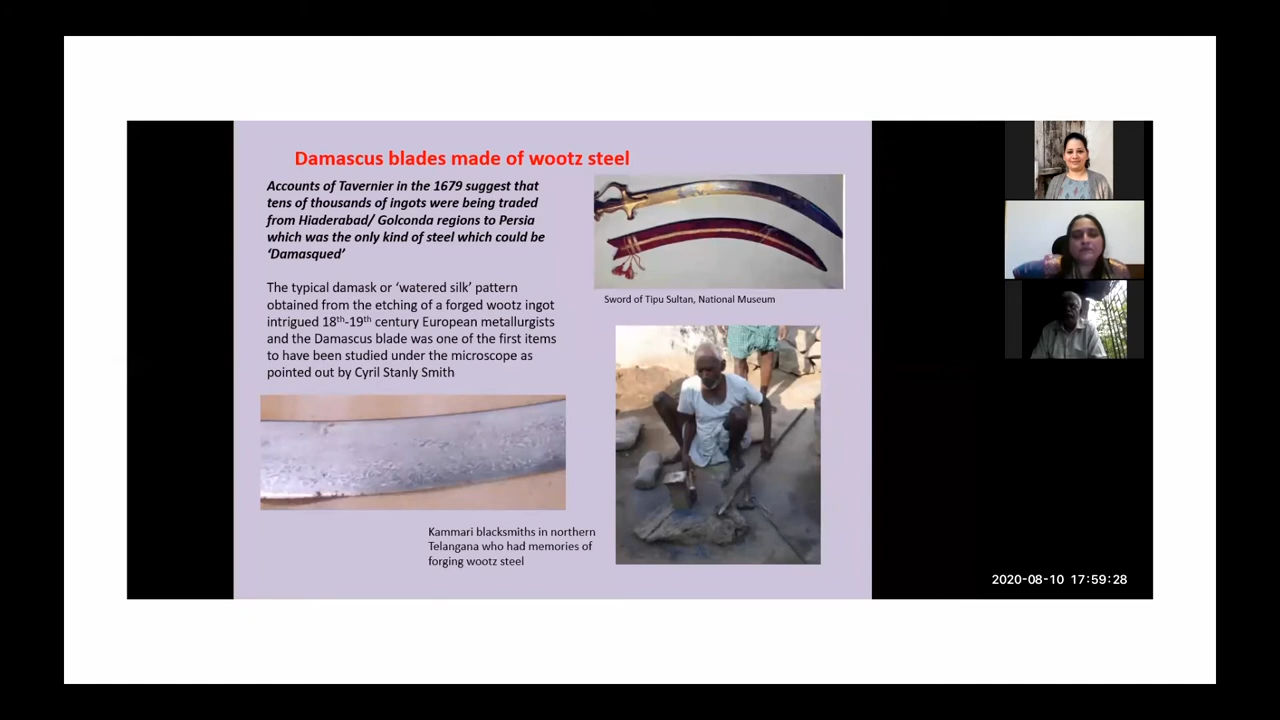 Damascus blades made of wootz steel
Accounts of Tavernier in the 1679 suggest that
tens of thousands of ingots were being traded
from Hiaderabad/ Golconda regions to Persia
which was the only kind of steel which could be
‘Damasqued’
The typical damask or ‘watered silk’ pattern
obtained from the etching of a forged wootz ingot
intrigued 18th-19th century European metallurgists
and the Damascus blade was one of the first items
to have been studied under the microscope as
pointed out by Cyril Stanly Smith
Sword of Tipu Sultan, National Museum
Kammari blacksmiths in northern
Telangana who had memories of
forging wootz steel
2020-08-10 17:59:28